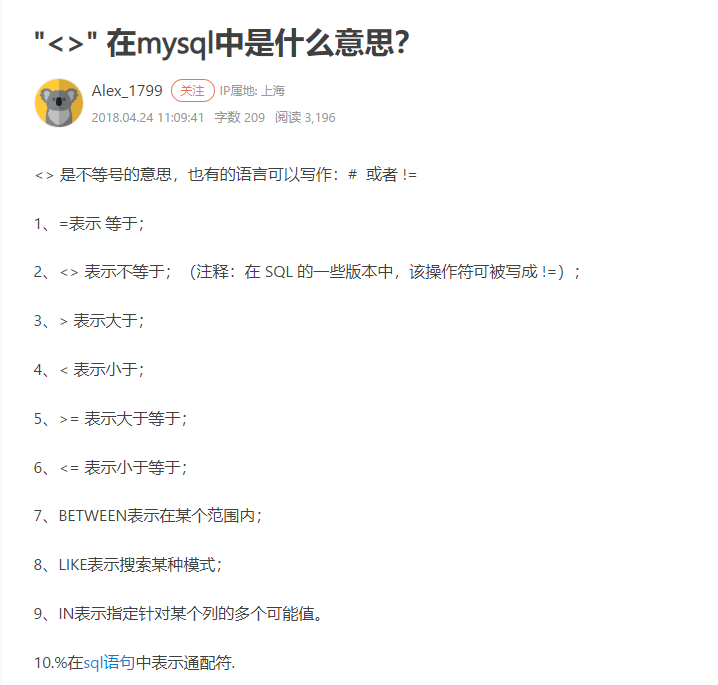 "<>" 在mysql中是什么意思？
Alex_1799 关注 IP属地: 上海
2018.04.24 11:09:41 字数 209 阅读 3,196
<> 是不等号的意思，也有的语言可以写作：# 或者 !=
1、=表示 等于；
2、<> 表示不等于；（注释：在 SQL 的一些版本中，该操作符可被写成 !=）；
3、> 表示大于；
4、< 表示小于；
5、>= 表示大于等于；
6、<= 表示小于等于；
7、BETWEEN表示在某个范围内；
8、LIKE表示搜索某种模式；
9、IN表示指定针对某个列的多个可能值。
10.%在sql语句中表示通配符.